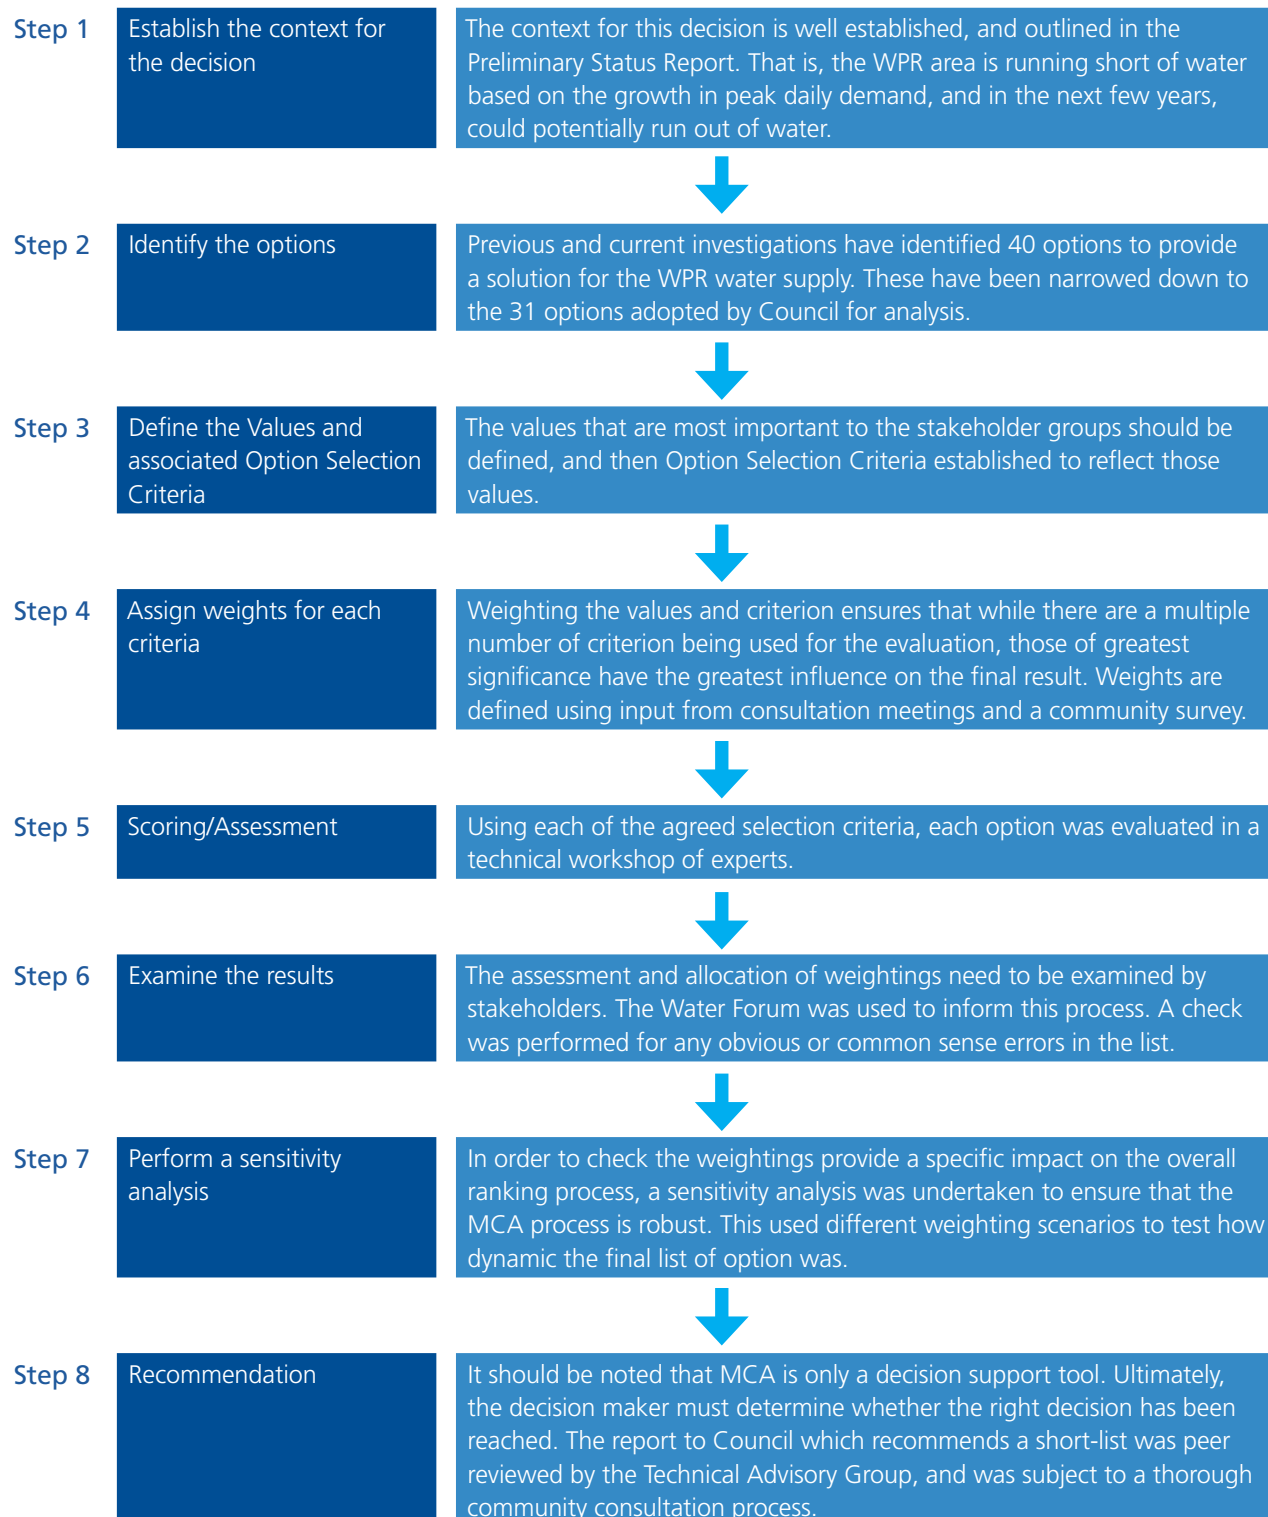 Step 1
Establish the context for
the decision
The context for this decision is well established, and outlined in the
Preliminary Status Report. That is, the WPR area is running short of water
based on the growth in peak daily demand, and in the next few years,
could potentially run out of water.
Step 2
Identify the options
Previous and current investigations have identified 40 options to provide
a solution for the WPR water supply. These have been narrowed down to
the 31 options adopted by Council for analysis.
Step 3
Define the Values and
associated Option Selection
Criteria
The values that are most important to the stakeholder groups should be
defined, and then Option Selection Criteria established to reflect those
values.
Step 4
Assign weights for each
criteria
Weighting the values and criterion ensures that while there are a multiple
number of criterion being used for the evaluation, those of greatest
significance have the greatest influence on the final result. Weights are
defined using input from consultation meetings and a community survey.
Step 5
Scoring/Assessment
Using each of the agreed selection criteria, each option was evaluated in a
technical workshop of experts.
Step 6
Examine the results
The assessment and allocation of weightings need to be examined by
stakeholders. The Water Forum was used to inform this process. A check
was performed for any obvious or common sense errors in the list.
Step 7
Perform a sensitivity
analysis
In order to check the weightings provide a specific impact on the overall
ranking process, a sensitivity analysis was undertaken to ensure that the
MCA process is robust. This used different weighting scenarios to test how
dynamic the final list of option was.
Step 8
Recommendation
It should be noted that MCA is only a decision support tool. Ultimately,
the decision maker must determine whether the right decision has been
reached. The report to Council which recommends a short-list was peer
reviewed by the Technical Advisory Group, and was subject to a thorough
community consultation process.